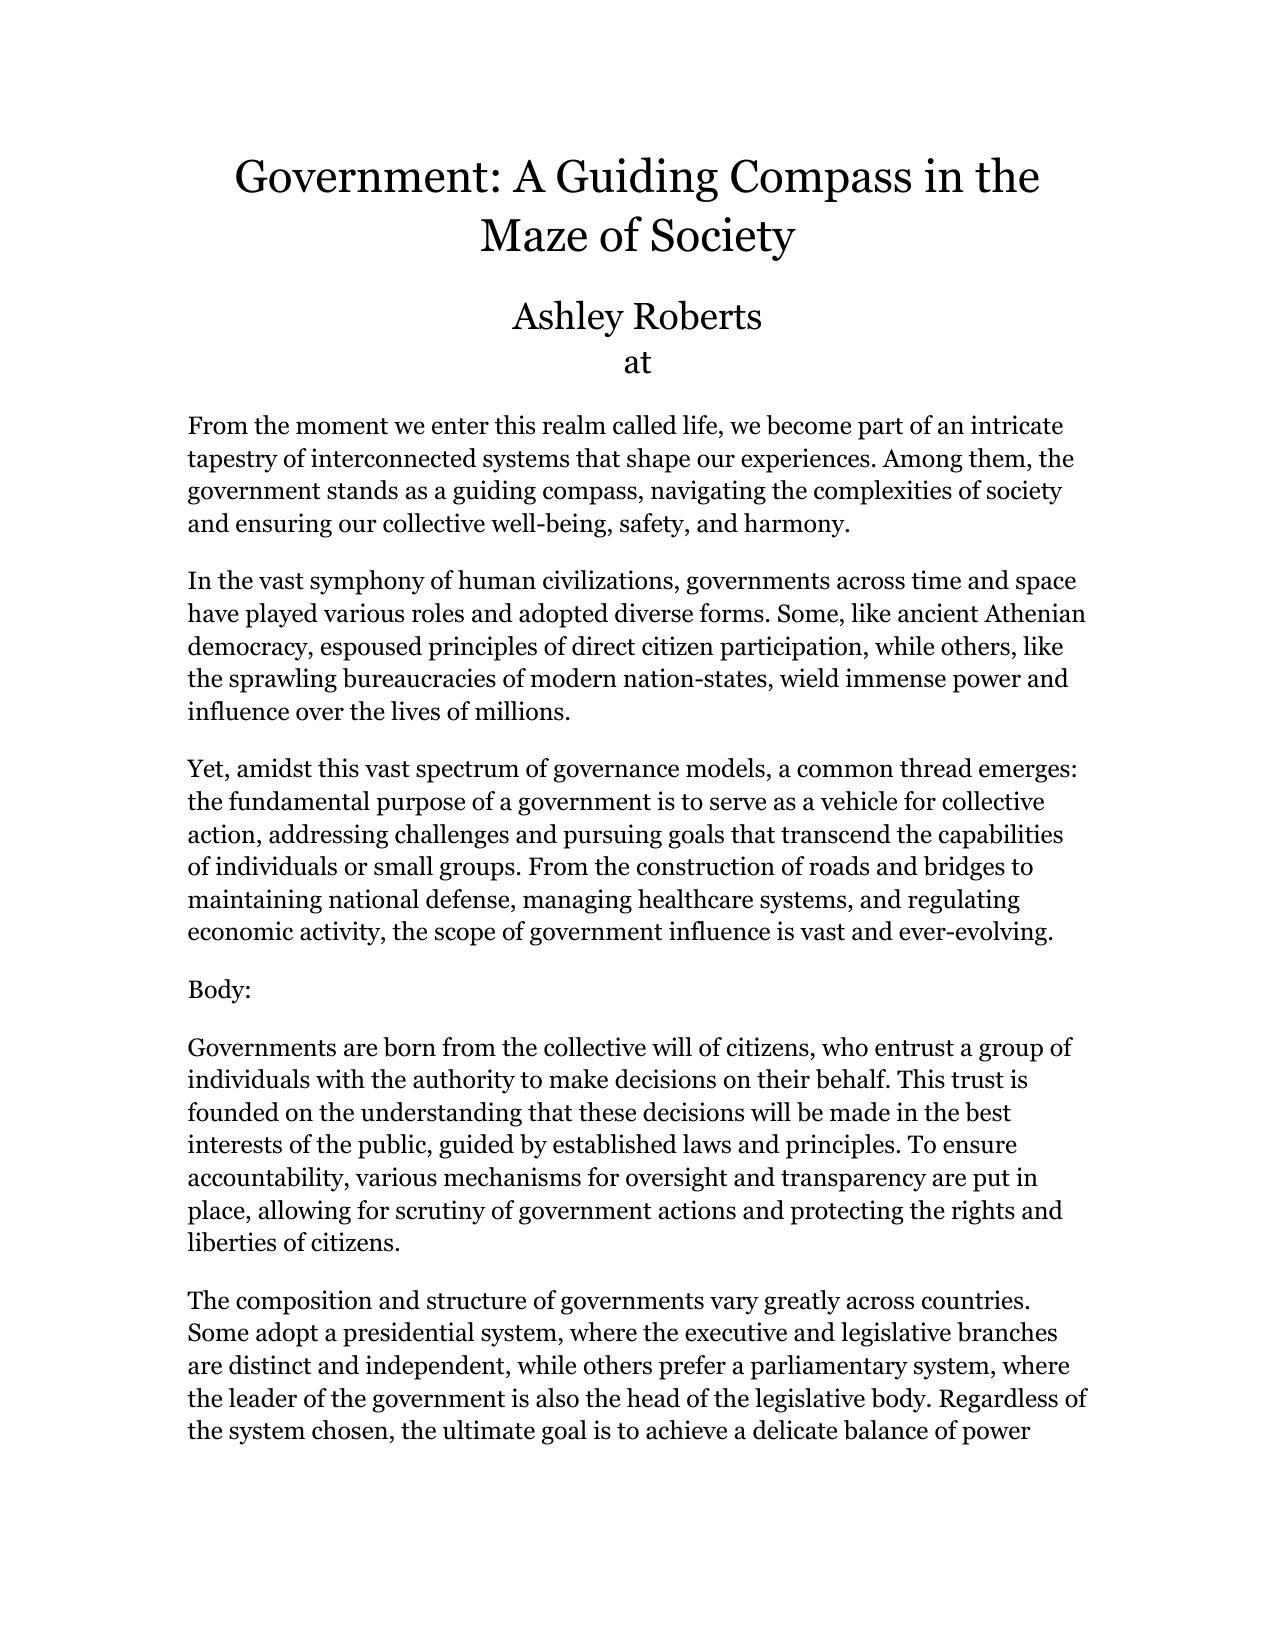 Government: A Guiding Compass in the
Maze of Society
Ashley Roberts
at
From the moment we enter this realm called life, we become part of an intricate
tapestry of interconnected systems that shape our experiences. Among them, the
government stands as a guiding compass, navigating the complexities of society
and ensuring our collective well-being, safety, and harmony.
In the vast symphony of human civilizations, governments across time and space
have played various roles and adopted diverse forms. Some, like ancient Athenian
democracy, espoused principles of direct citizen participation, while others, like
the sprawling bureaucracies of modern nation-states, wield immense power and
influence over the lives of millions.
Yet, amidst this vast spectrum of governance models, a common thread emerges:
the fundamental purpose of a government is to serve as a vehicle for collective
action, addressing challenges and pursuing goals that transcend the capabilities
of individuals or small groups. From the construction of roads and bridges to
maintaining national defense, managing healthcare systems, and regulating
economic activity, the scope of government influence is vast and ever-evolving.
Body:
Governments are born from the collective will of citizens, who entrust a group of
individuals with the authority to make decisions on their behalf. This trust is
founded on the understanding that these decisions will be made in the best
interests of the public, guided by established laws and principles. To ensure
accountability, various mechanisms for oversight and transparency are put in
place, allowing for scrutiny of government actions and protecting the rights and
liberties of citizens.
The composition and structure of governments vary greatly across countries.
Some adopt a presidential system, where the executive and legislative branches
are distinct and independent, while others prefer a parliamentary system, where
the leader of the government is also the head of the legislative body. Regardless of
the system chosen, the ultimate goal is to achieve a delicate balance of power